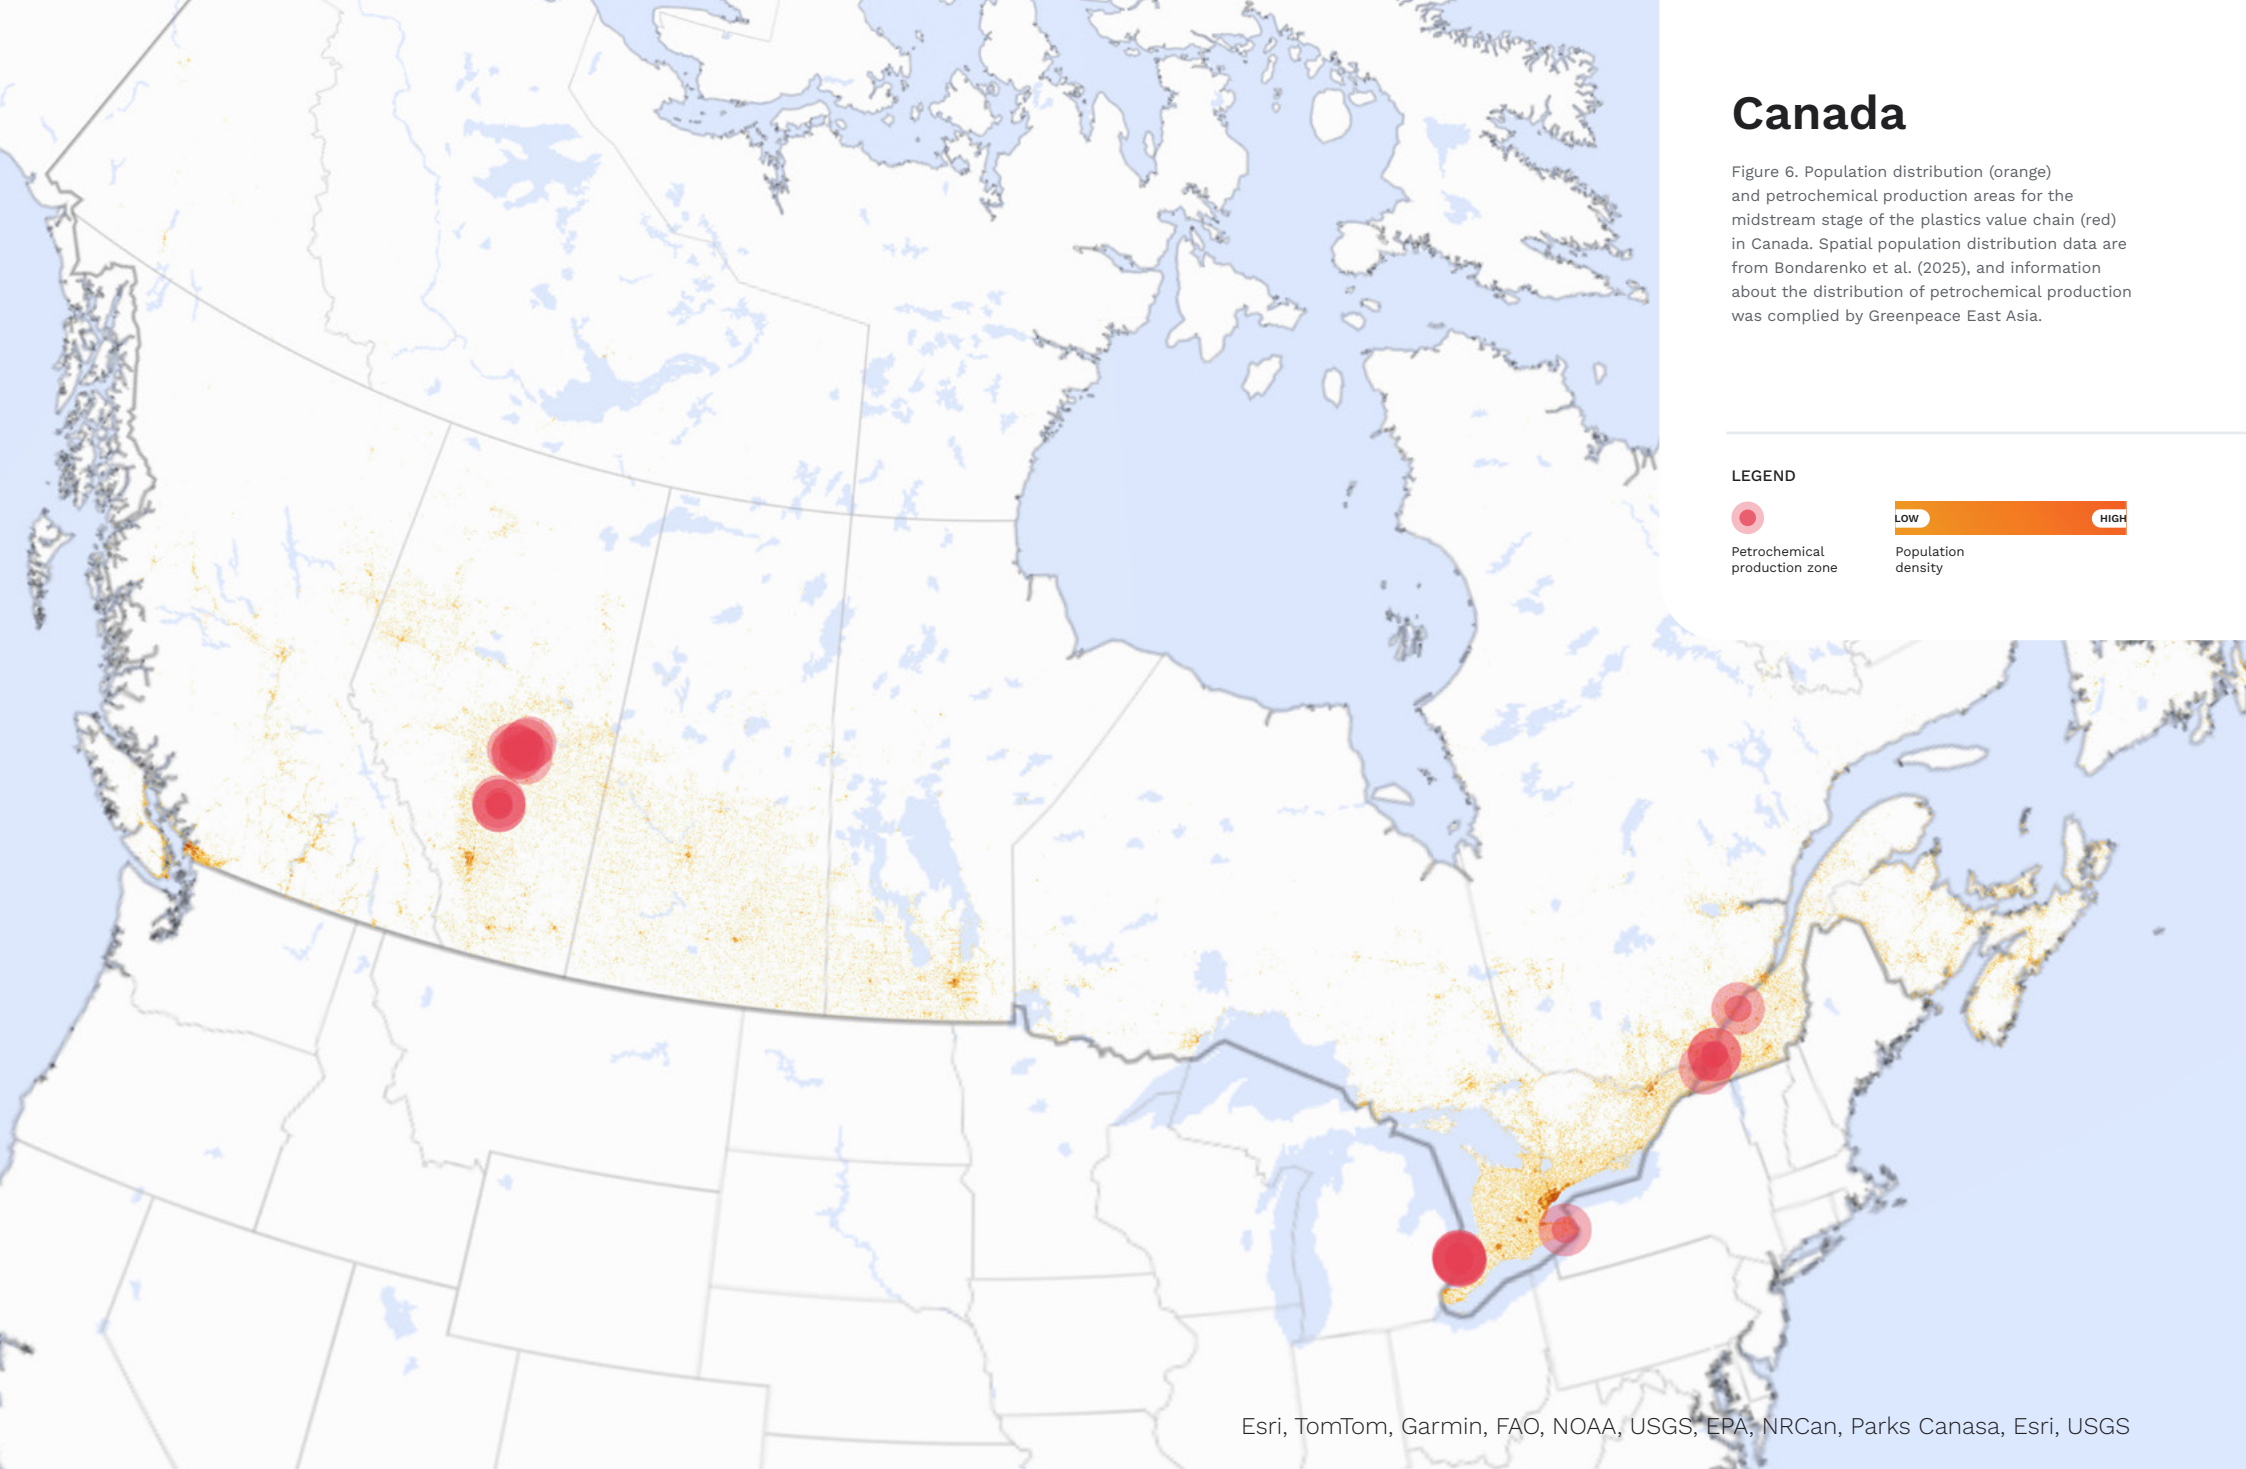 Canada
Figure 6. Population distribution (orange)
and petrochemical production areas for the
midstream stage of the plastics value chain (red)
in Canada. Spatial population distribution data are
from Bondarenko et al. (2025), and information
about the distribution of petrochemical production
was complied by Greenpeace East Asia.
LEGEND
LOW
HIGH
Petrochemical
production zone
Population
density
Esri, TomTom, Garmin, FAO, NOAA, USGS, EPA, NRCan, Parks Canasa, Esri, USGS